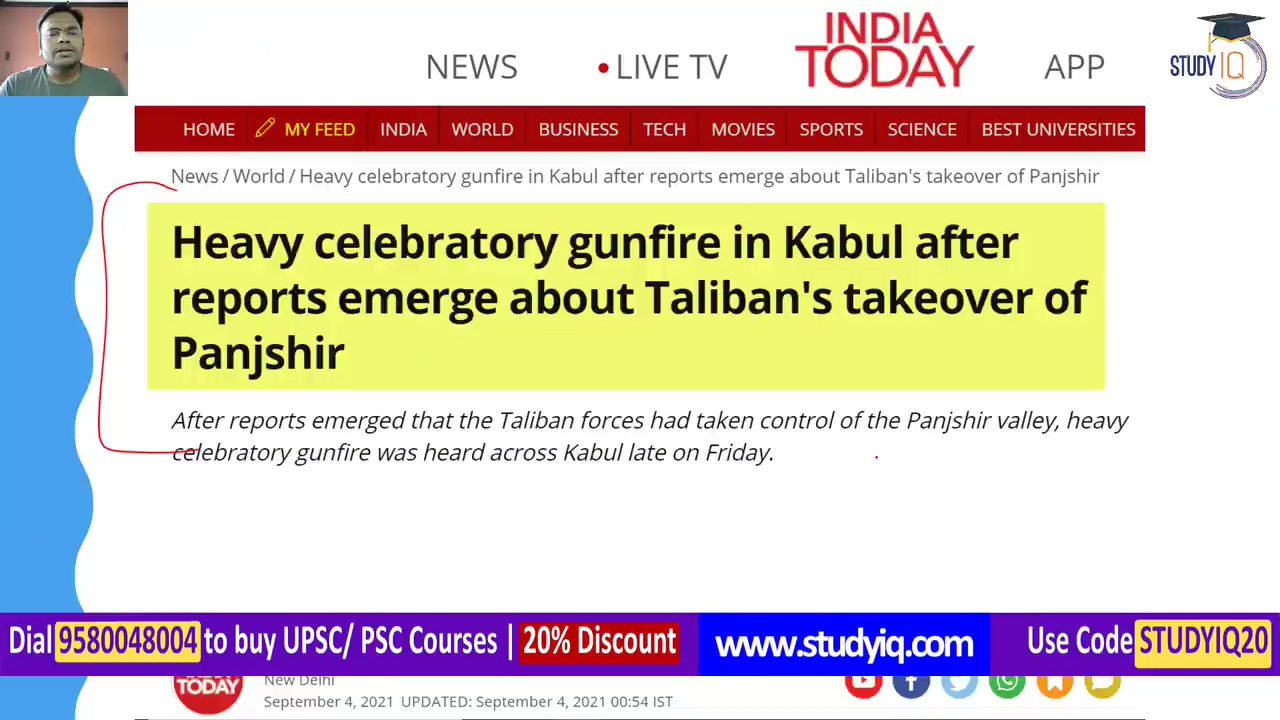 NEWS
LIVE TV
INDIA
TODAY
APP
STUDY IQ
HOME
MY FEED
INDIA
WORLD
BUSINESS
TECH
MOVIES
SPORTS
SCIENCE
BEST UNIVERSITIES
News / World / Heavy celebratory gunfire in Kabul after reports emerge about Taliban's takeover of Panjshir
Heavy celebratory gunfire in Kabul after
reports emerge about Taliban's takeover of
Panjshir
After reports emerged that the Taliban forces had taken control of the Panjshir valley, heavy
celebratory gunfire was heard across Kabul late on Friday.
Dial 9580048004 to buy UPSC/ PSC Courses | 20% Discount
www.studyiq.com
Use Code STUDYIQ20
TODAY
New Delhi
September 4, 2021 UPDATED: September 4, 2021 00:54 IST